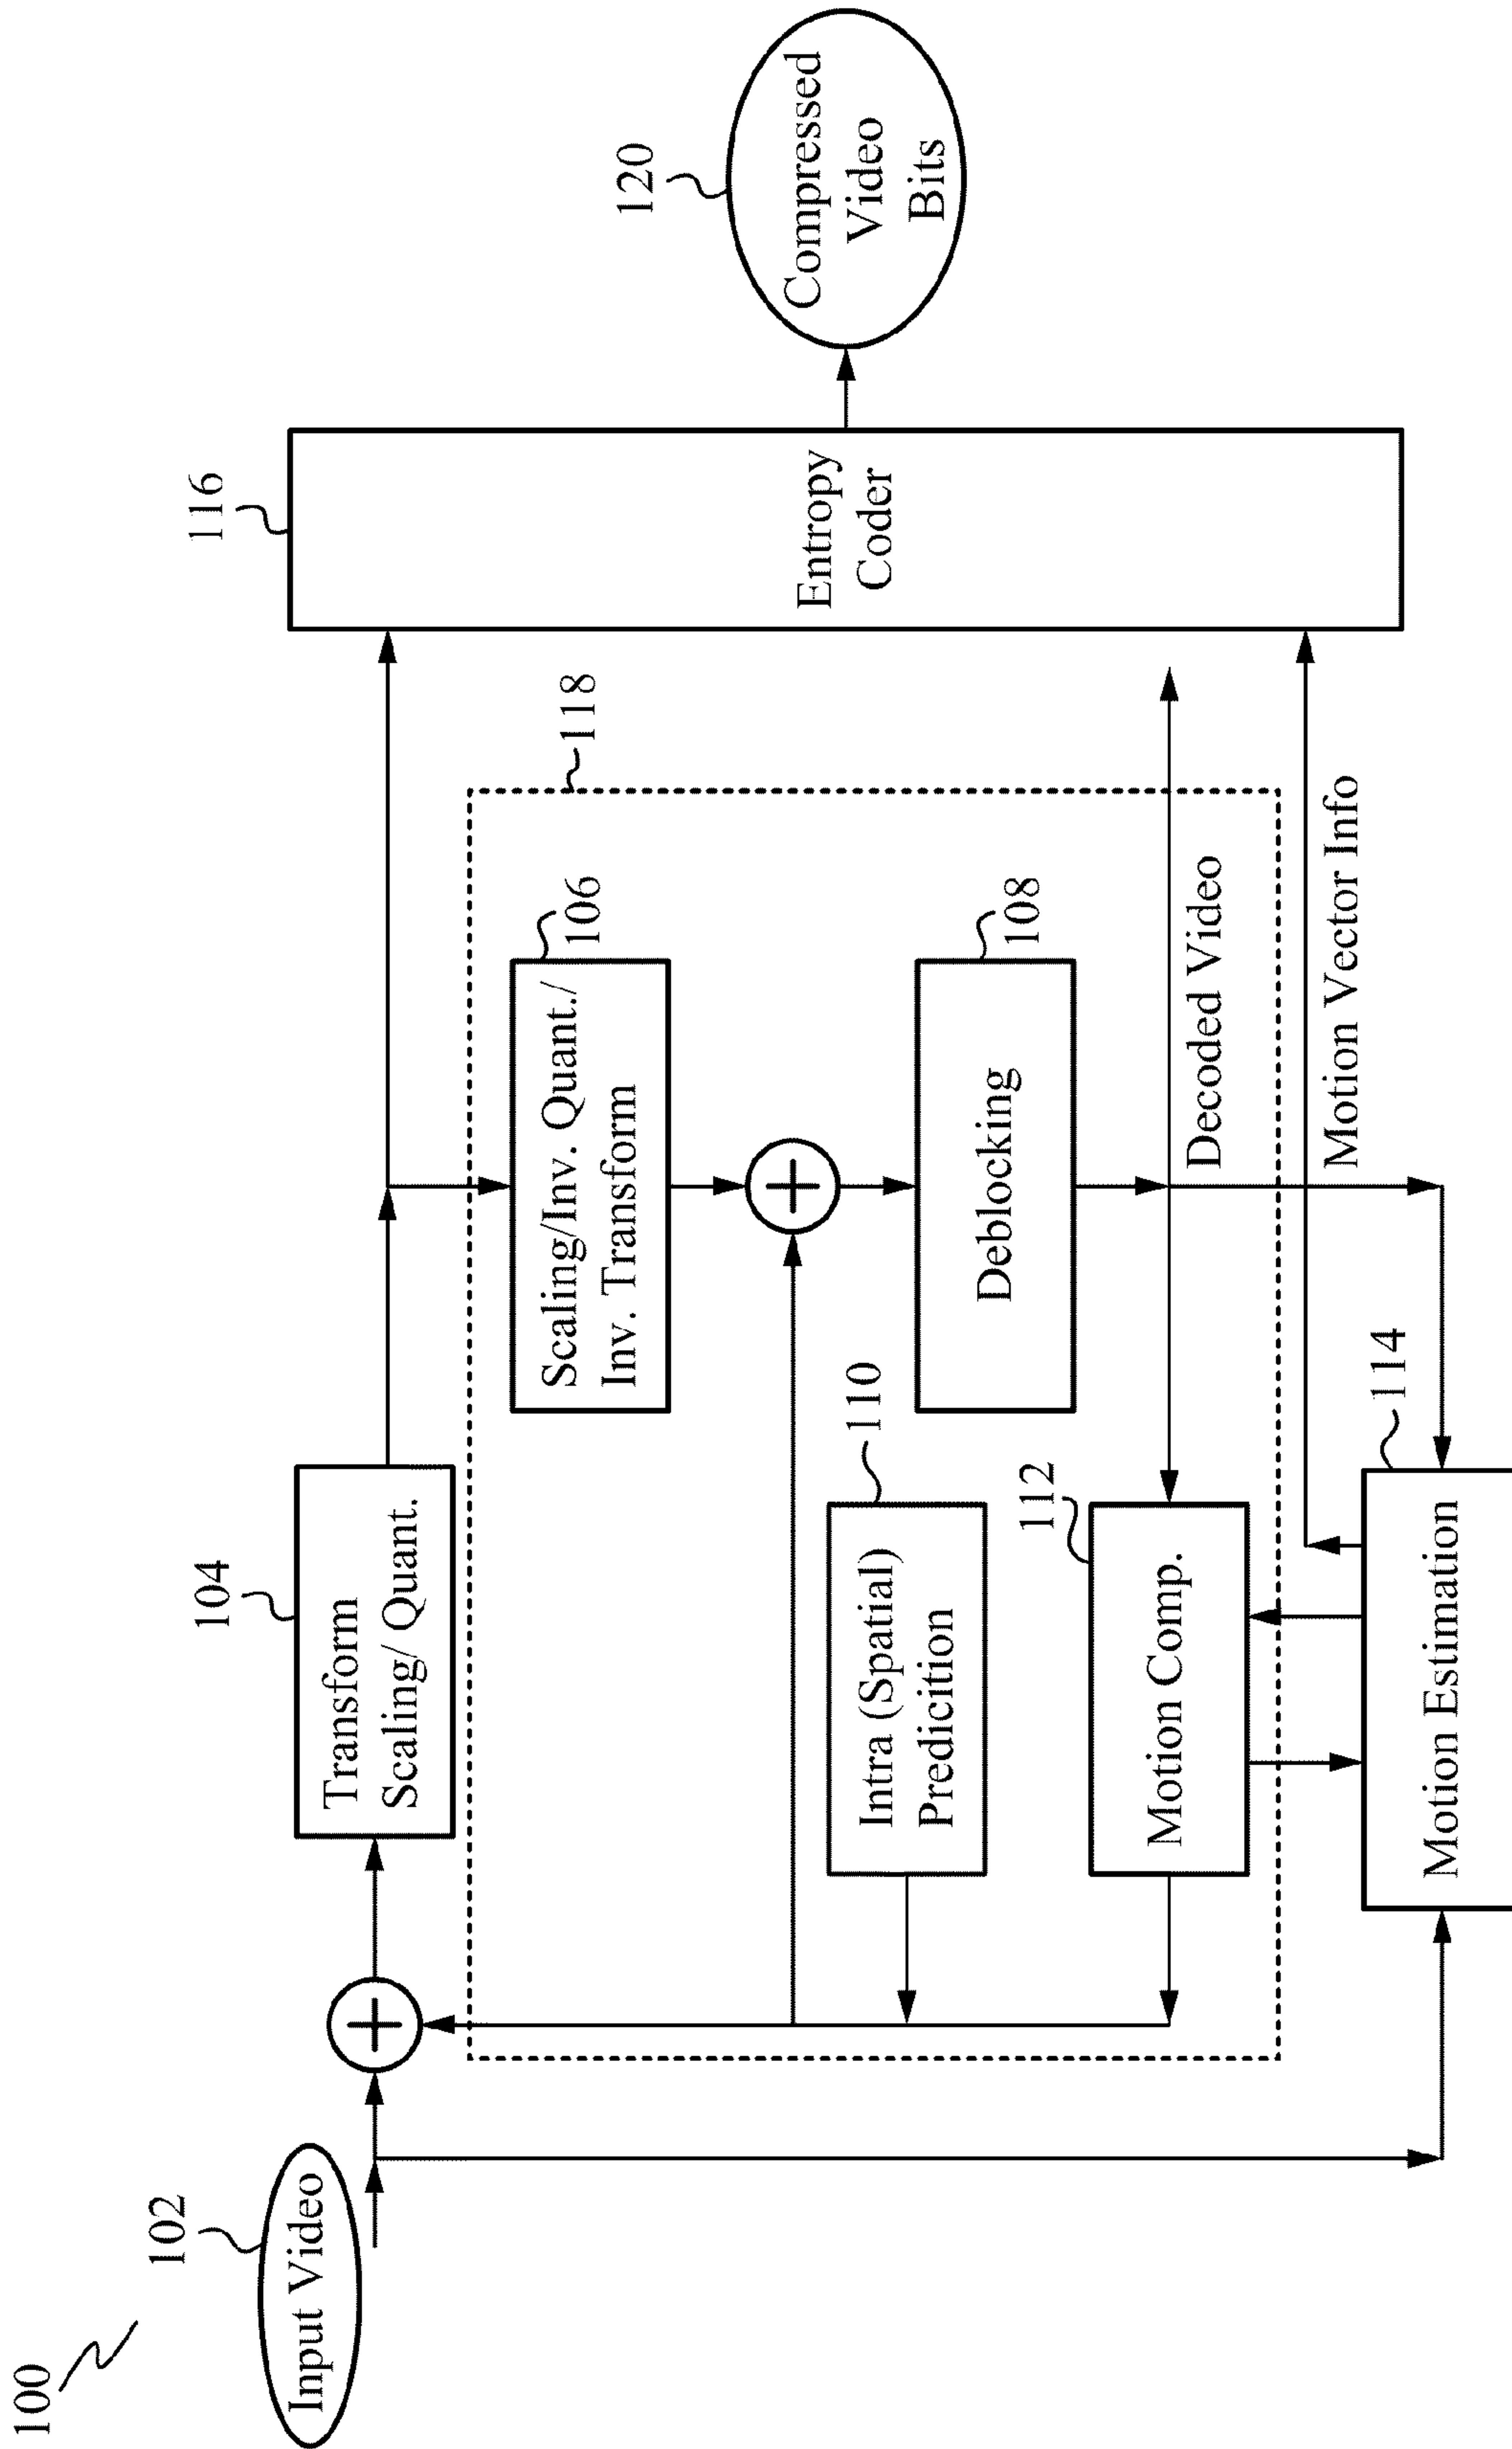 100
102
Input Video
104
Transform
Scaling/ Quant.
116
Entropy
Coder
120
Compressed
Video
Bits
118
106
Scaling/Inv. Quant./
Inv. Transform
108
Deblocking
110
Intra (Spatial)
Predicition
112
Motion Comp.
Decoded Video
Motion Vector Info
114
Motion Estimation